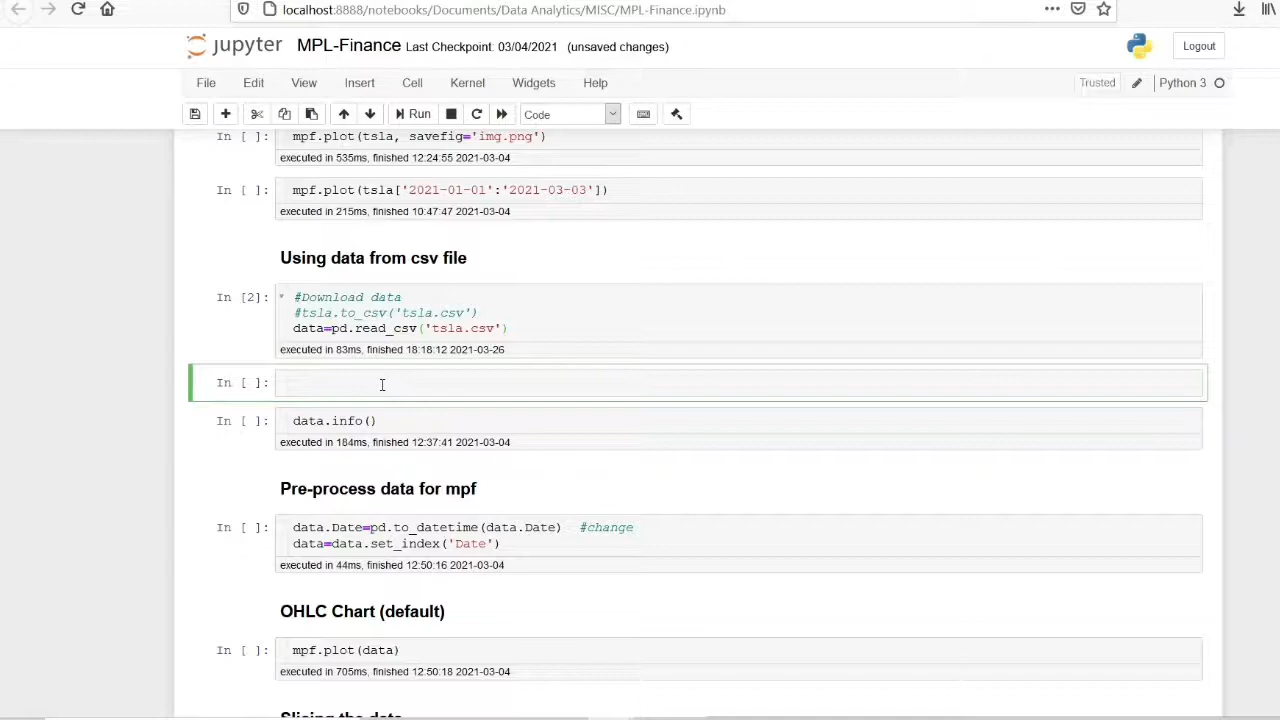 localhost:8888/notebooks/Documents/Data Analytics/MISC/MPL-Finance.ipynb
jupyter MPL-Finance Last Checkpoint: 03/04/2021 (unsaved changes) Logout
File Edit View Insert Cell Kernel Widgets Help Trusted Python 3
Run Code
In [ ]: mpf.plot(tsla, savefig='img.png')
executed in 535ms, finished 12:24:55 2021-03-04
In [ ]: mpf.plot(tsla['2021-01-01':'2021-03-03'])
executed in 215ms, finished 10:47:47 2021-03-04
Using data from csv file
In [2]: #Download data
#tsla.to_csv('tsla.csv')
data=pd.read_csv('tsla.csv')
executed in 83ms, finished 18:18:12 2021-03-26
In [ ]:
In [ ]: data.info()
executed in 184ms, finished 12:37:41 2021-03-04
Pre-process data for mpf
In [ ]: data.Date=pd.to_datetime(data.Date) #change
data=data.set_index('Date')
executed in 44ms, finished 12:50:16 2021-03-04
OHLC Chart (default)
In [ ]: mpf.plot(data)
executed in 705ms, finished 12:50:18 2021-03-04
Slicing the data